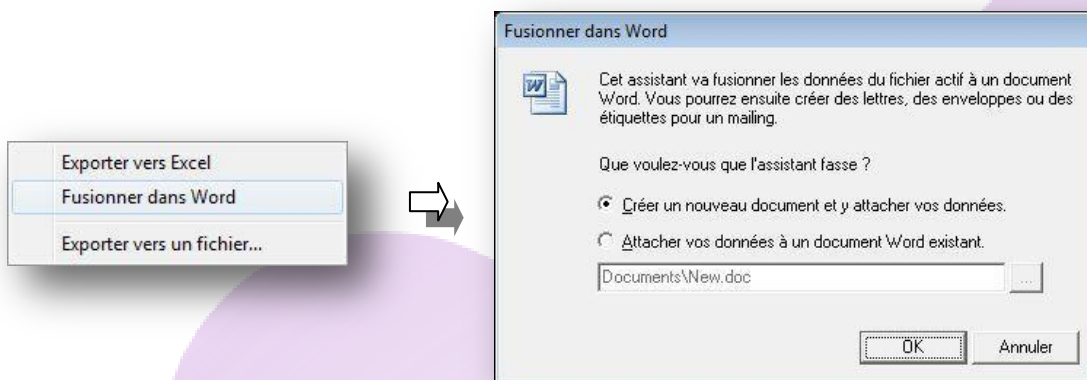 Exporter vers Excel
Fusionner dans Word
Exporter vers un fichier...
Fusionner dans Word
Cet assistant va fusionner les données du fichier actif à un document
Word. Vous pourrez ensuite créer des lettres, des enveloppes ou des
étiquettes pour un mailing.
Que voulez-vous que l'assistant fasse ?
Créer un nouveau document et y attacher vos données.
Attacher vos données à un document Word existant.
Documents\New.doc
...
OK
Annuler